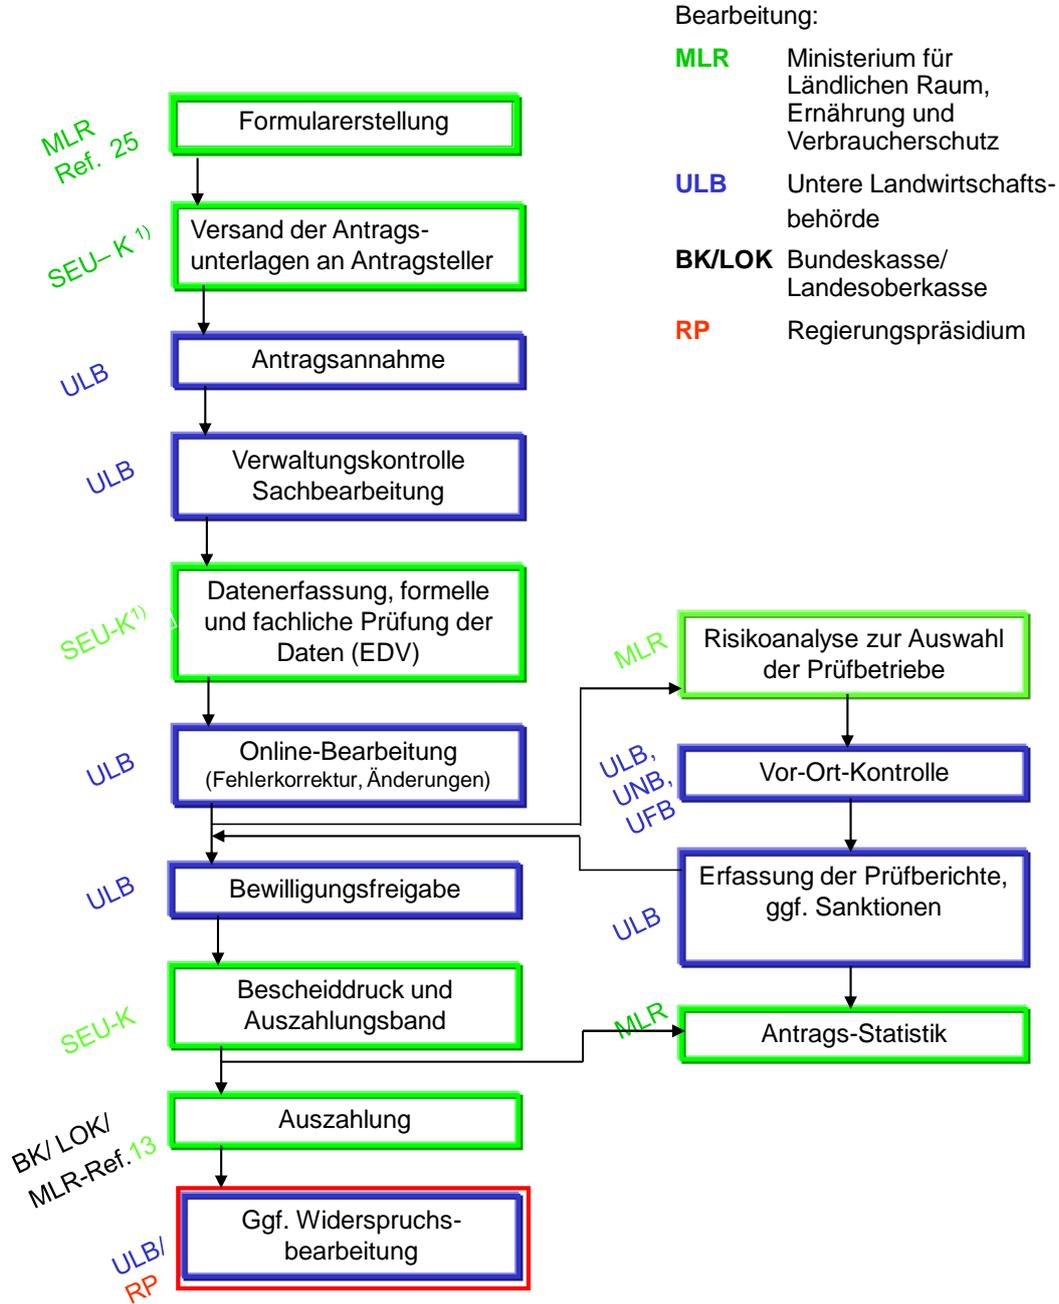 Bearbeitung:
MLR Ministerium für
Ländlichen Raum,
Ernährung und
Verbraucherschutz
ULB Untere Landwirtschafts-
behörde
BK/LOK Bundeskasse/
Landesoberkasse
RP Regierungspräsidium
MLR
Ref. 25
Formularerstellung
SEU– K 1)
Versand der Antrags-
unterlagen an Antragsteller
ULB
Antragsannahme
ULB
Verwaltungskontrolle
Sachbearbeitung
SEU-K1)
Datenerfassung, formelle
und fachliche Prüfung der
Daten (EDV)
MLR
Risikoanalyse zur Auswahl
der Prüfbetriebe
ULB
Online-Bearbeitung
(Fehlerkorrektur, Änderungen)
ULB,
UNB,
UFB
Vor-Ort-Kontrolle
ULB
Bewilligungsfreigabe
ULB
Erfassung der Prüfberichte,
ggf. Sanktionen
SEU-K
Bescheiddruck und
Auszahlungsband
MLR
Antrags-Statistik
BK/ LOK/
MLR-Ref.13
Auszahlung
ULB/
RP
Ggf. Widerspruchs-
bearbeitung